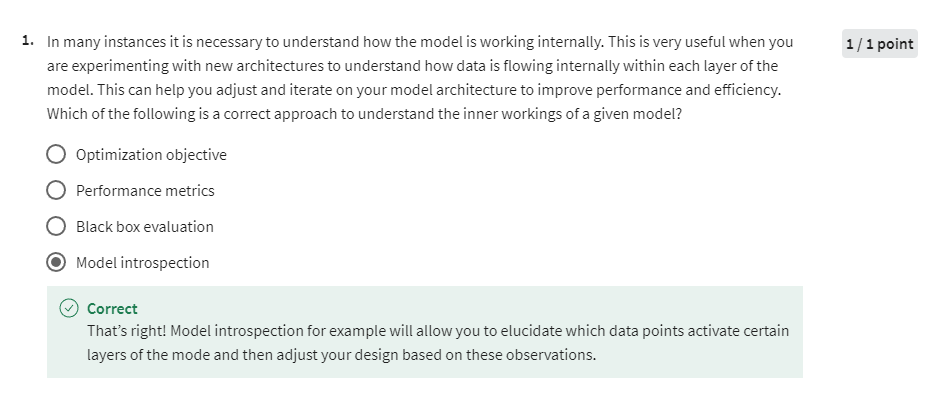 1. In many instances it is necessary to understand how the model is working internally. This is very useful when you
1 / 1 point
are experimenting with new architectures to understand how data is flowing internally within each layer of the
model. This can help you adjust and iterate on your model architecture to improve performance and efficiency.
Which of the following is a correct approach to understand the inner workings of a given model?
Optimization objective
Performance metrics
Black box evaluation
Model introspection
Correct
That's right! Model introspection for example will allow you to elucidate which data points activate certain
layers of the mode and then adjust your design based on these observations.